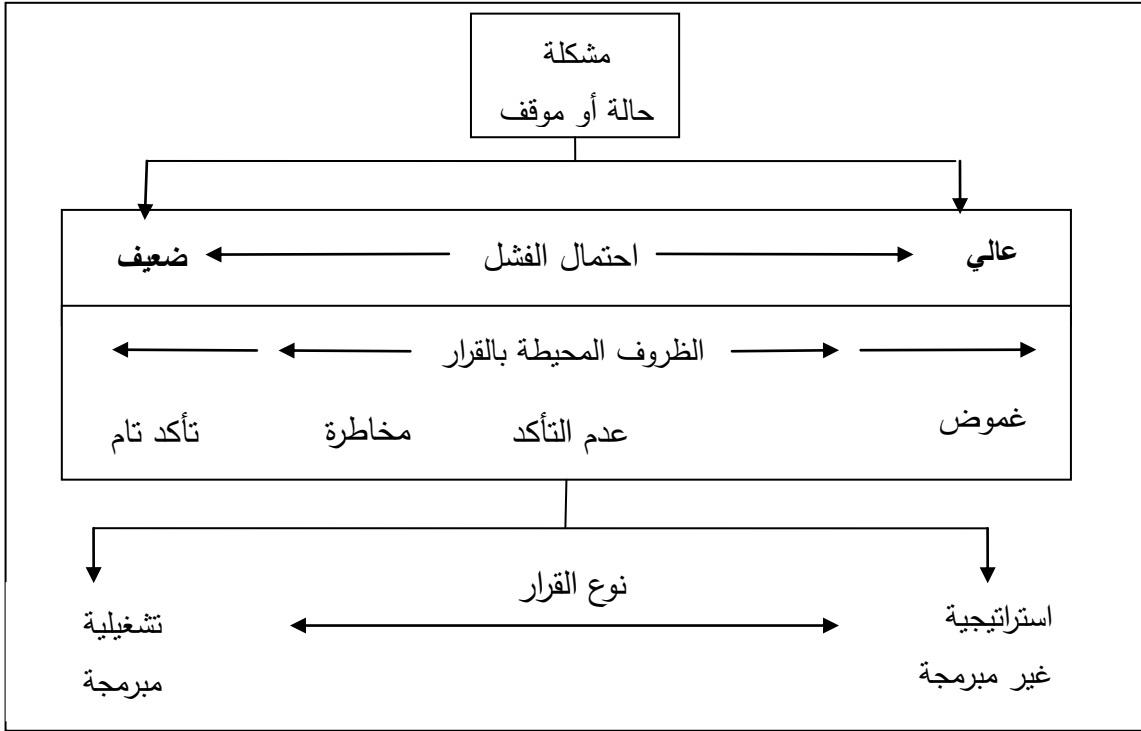 مشكلة
حالة أو موقف
عالي احتمال الفشل ضعيف
الظروف المحيطة بالقرار
غموض عدم التأكد مخاطرة تأكد تام
نوع القرار
استراتيجية تشغيلية
غير مبرمجة مبرمجة